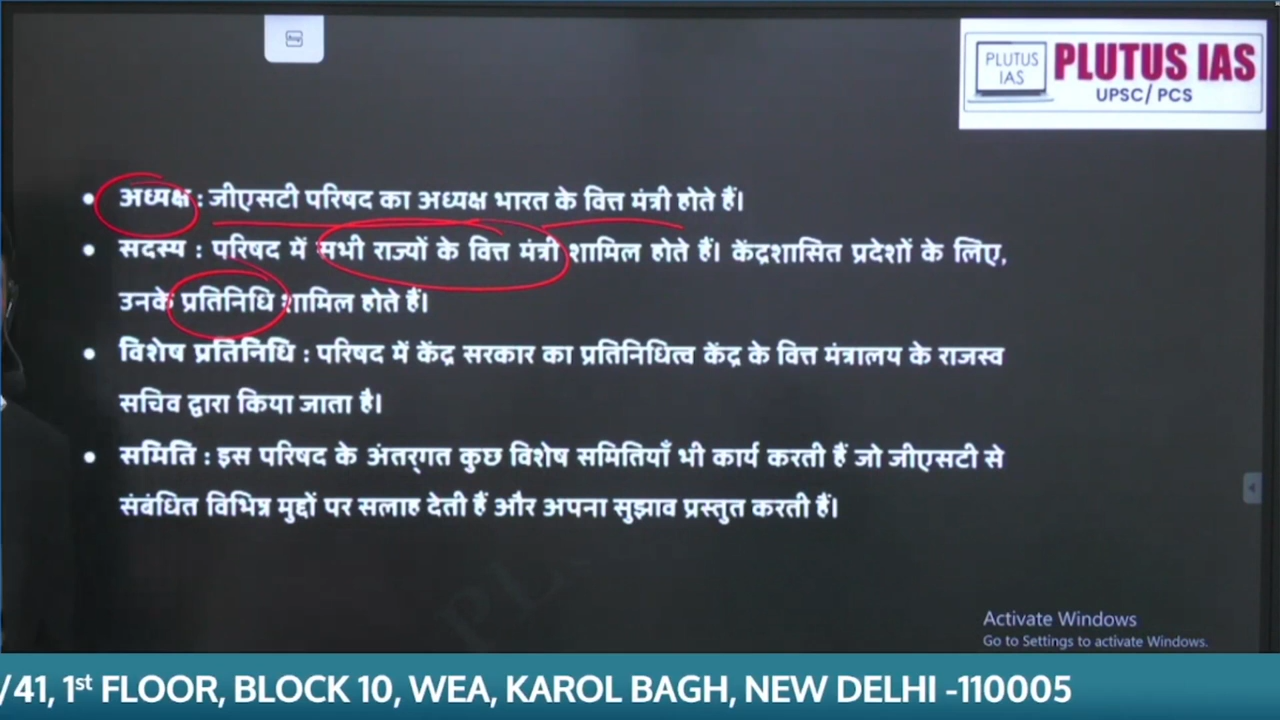 PLUTUS
IAS
PLUTUS IAS
UPSC/ PCS
• अध्यक्ष : जीएसटी परिषद का अध्यक्ष भारत के वित्त मंत्री होते हैं।
• सदस्य : परिषद में सभी राज्यों के वित्त मंत्री शामिल होते हैं। केंद्रशासित प्रदेशों के लिए,
उनके प्रतिनिधि शामिल होते हैं।
• विशेष प्रतिनिधि : परिषद में केंद्र सरकार का प्रतिनिधित्व केंद्र के वित्त मंत्रालय के राजस्व
सचिव द्वारा किया जाता है।
• समिति : इस परिषद के अंतर्गत कुछ विशेष समितियाँ भी कार्य करती हैं जो जीएसटी से
संबंधित विभिन्न मुद्दों पर सलाह देती हैं और अपना सुझाव प्रस्तुत करती हैं।
Activate Windows
Go to Settings to activate Windows.
/41, 1st FLOOR, BLOCK 10, WEA, KAROL BAGH, NEW DELHI -110005